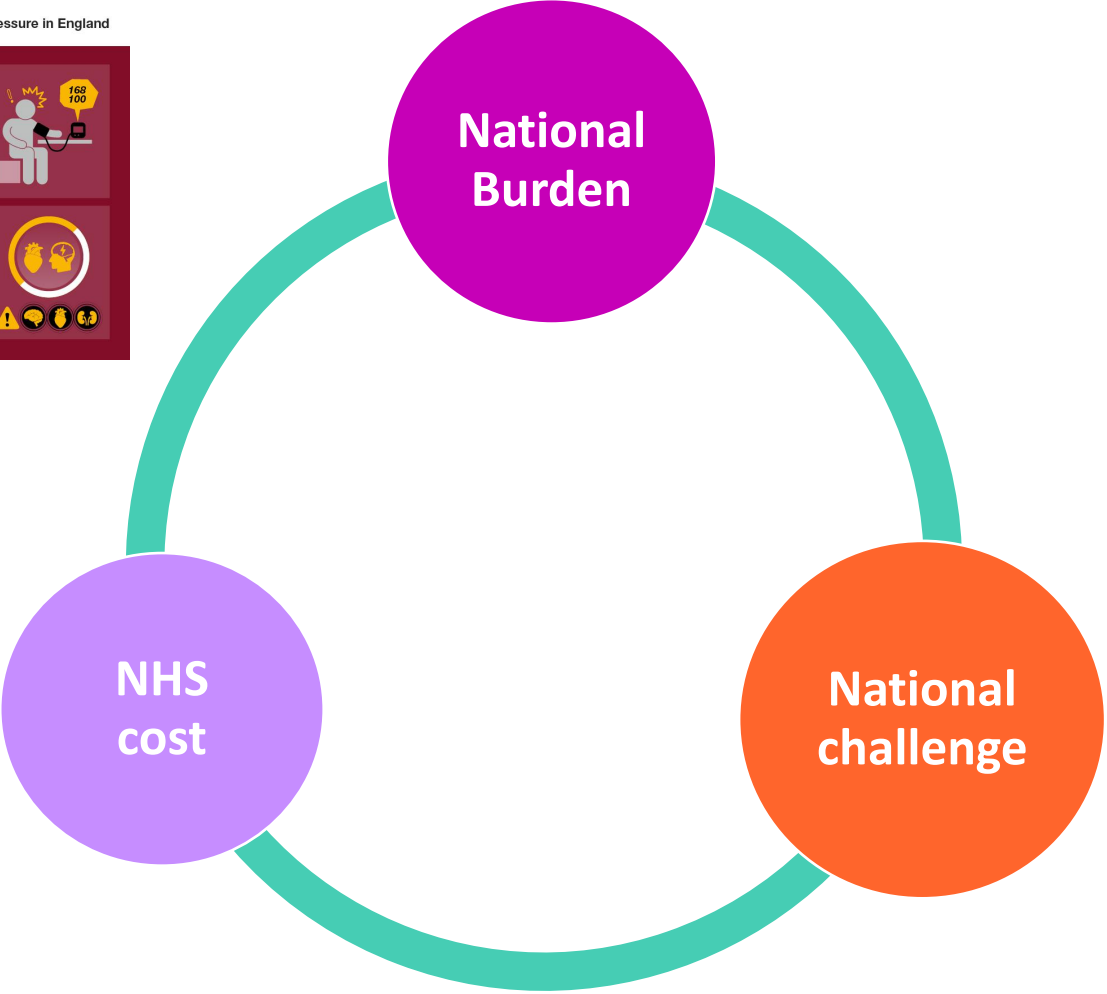 essure in England
168
100
National
Burden
NHS
cost
National
challenge